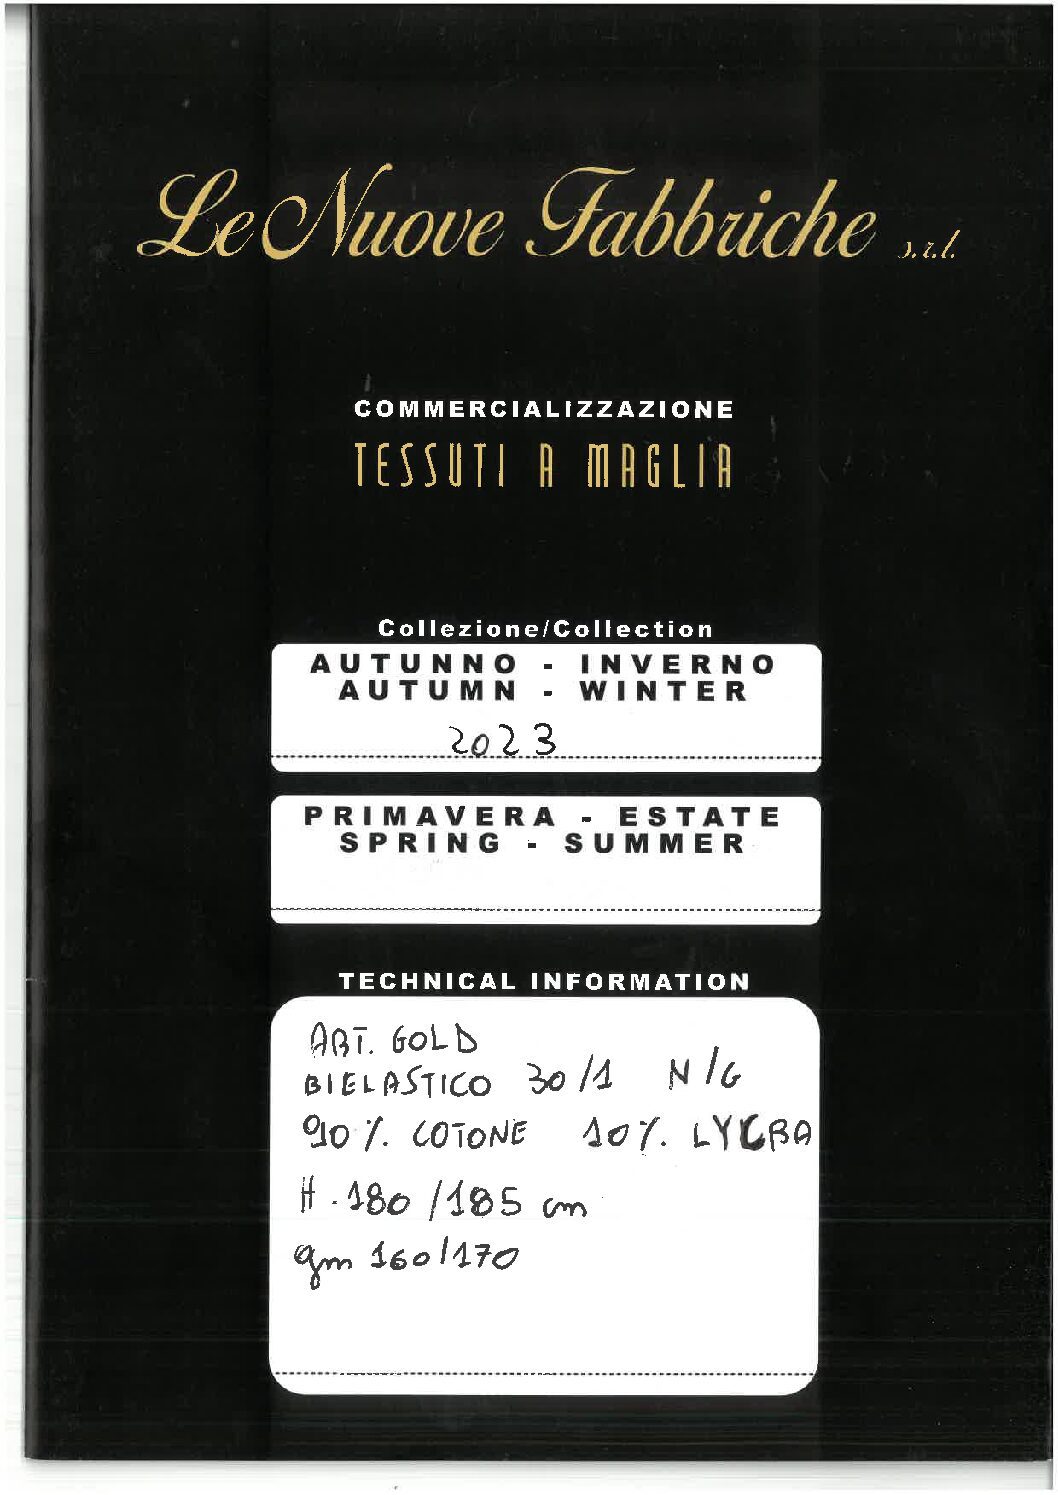 Le Nuove Fabbriche s.r.l.
COMMERCIALIZZAZIONE
TESSUTI A MAGLIA
Collezione/Collection
AUTUNNO - INVERNO
AUTUMN - WINTER
2023
PRIMAVERA - ESTATE
SPRING - SUMMER
TECHNICAL INFORMATION
ART. GOLD
BIELASTICO 30/1 N/G
90% COTONE 10% LYCRA
H. 180/185 cm
gm 160/170